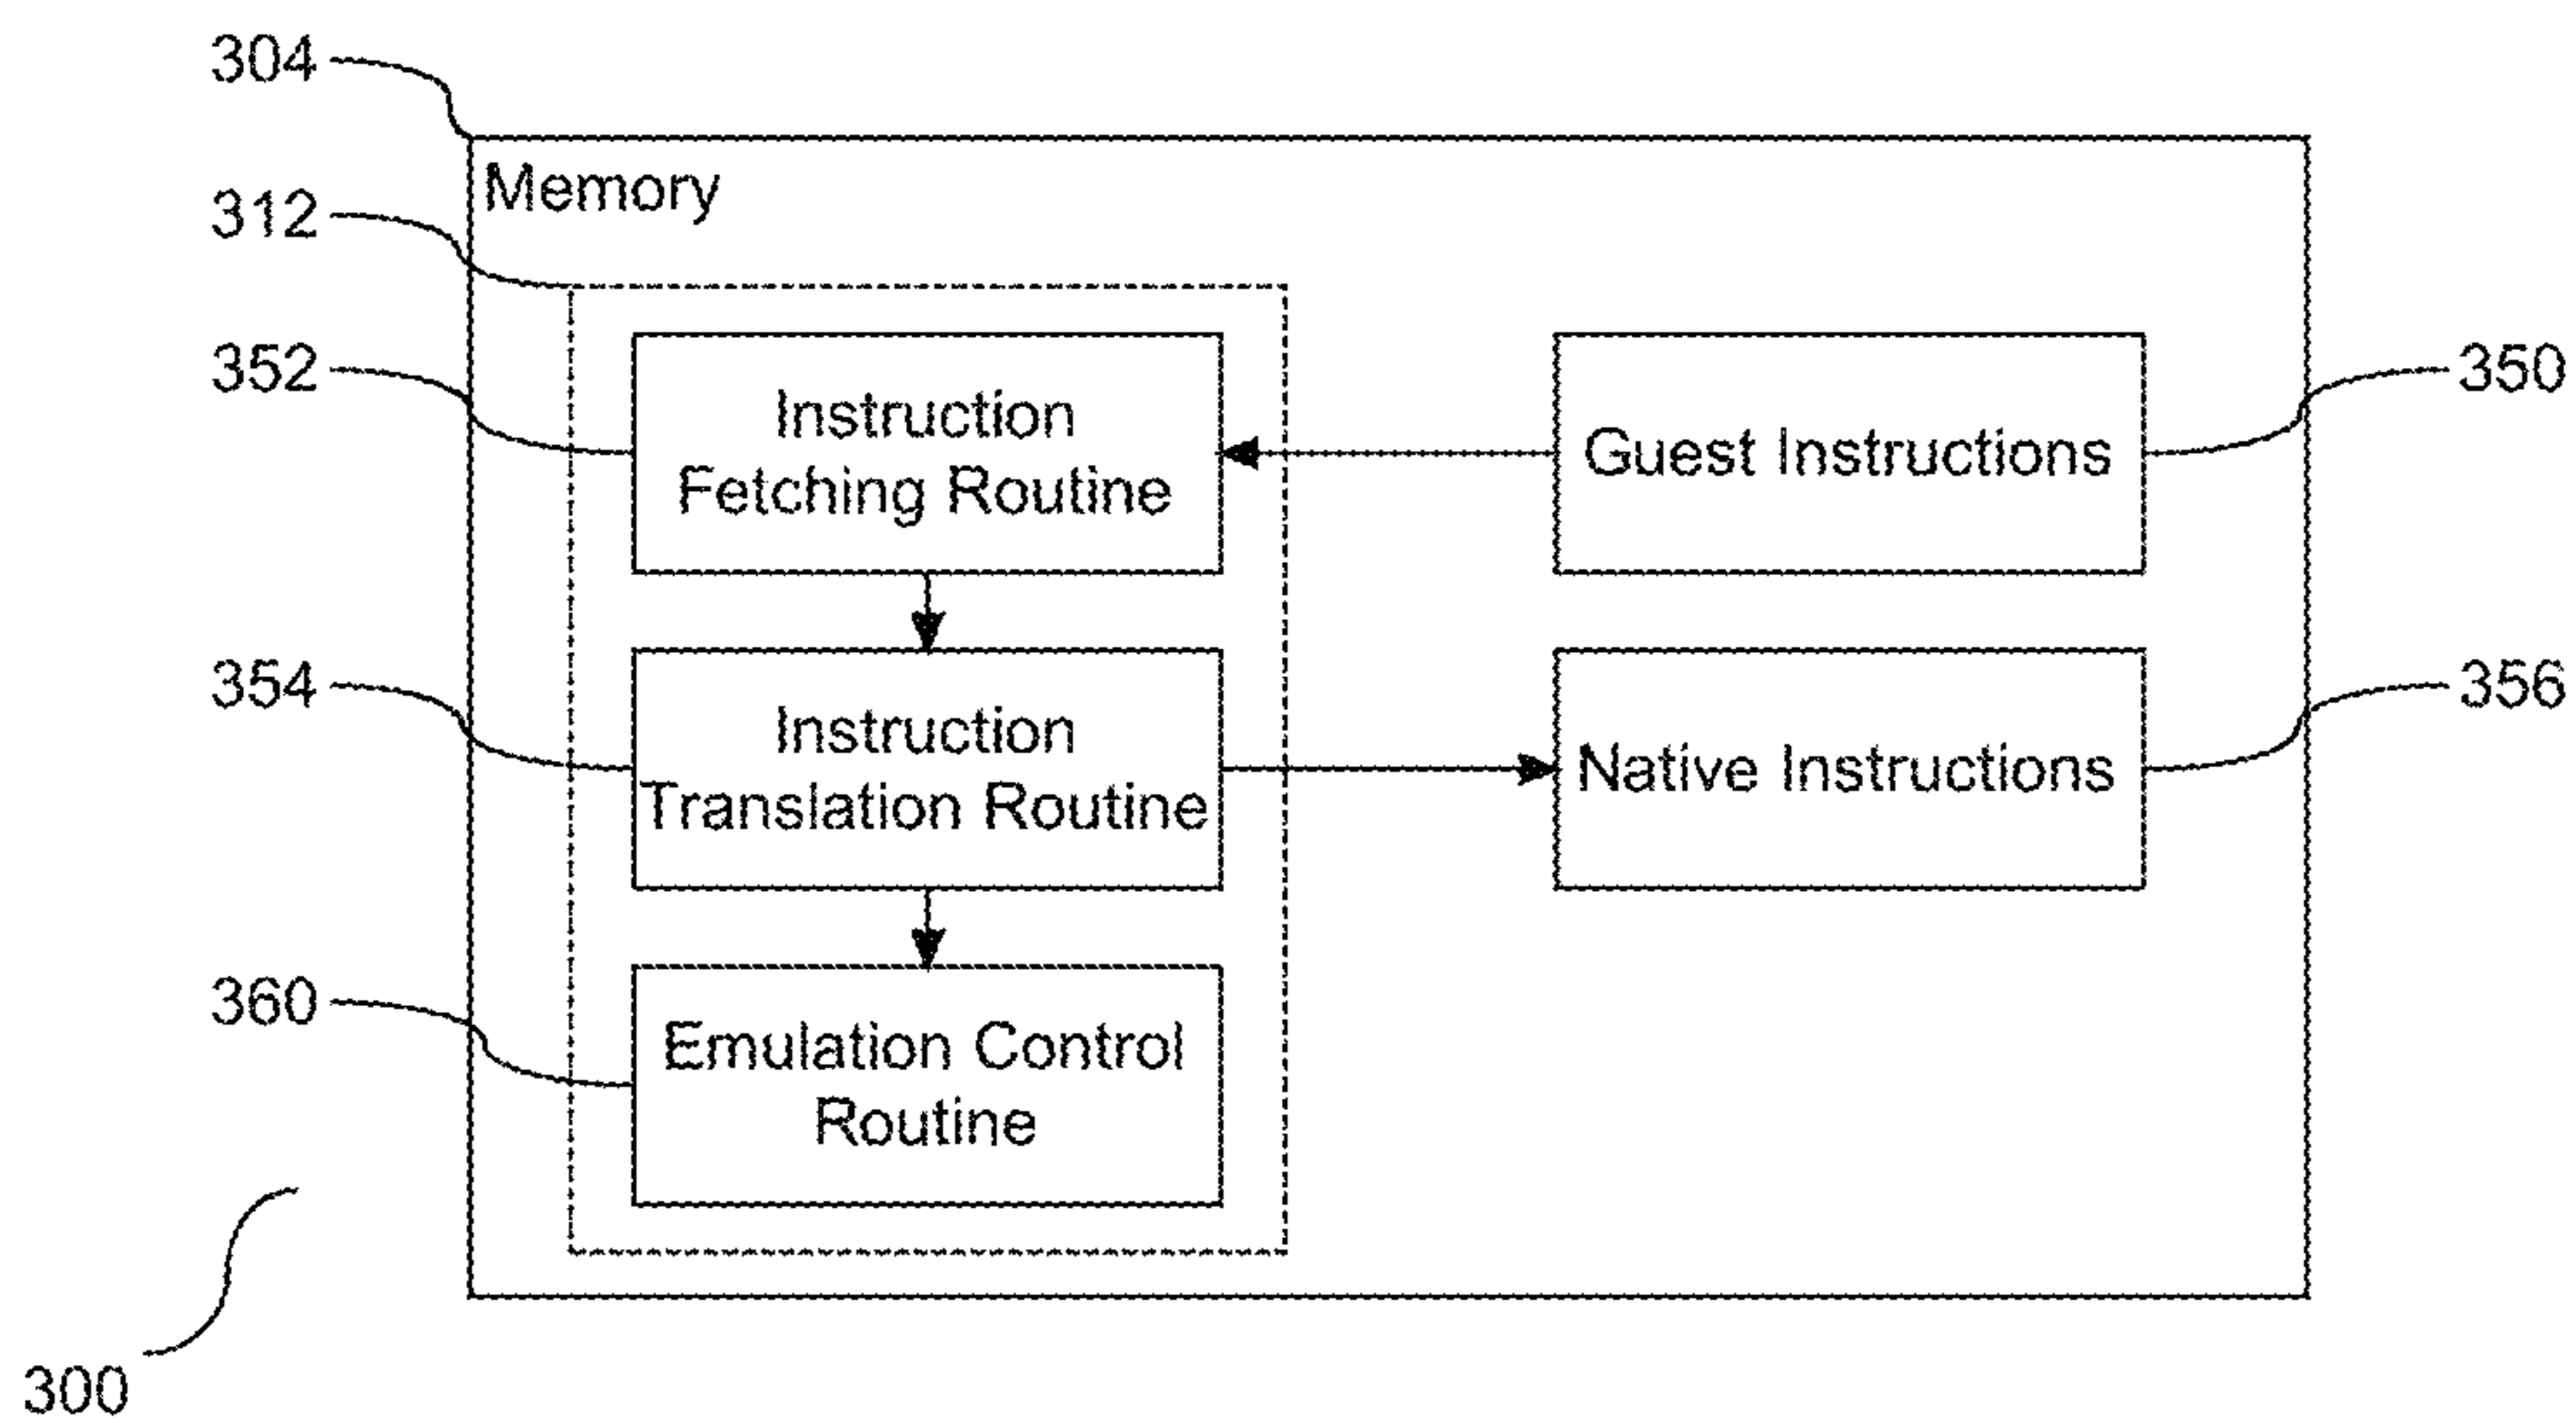 304
Memory
312
352
Instruction
Fetching Routine
Guest Instructions
350
354
Instruction
Translation Routine
Native Instructions
356
360
Emulation Control
Routine
300